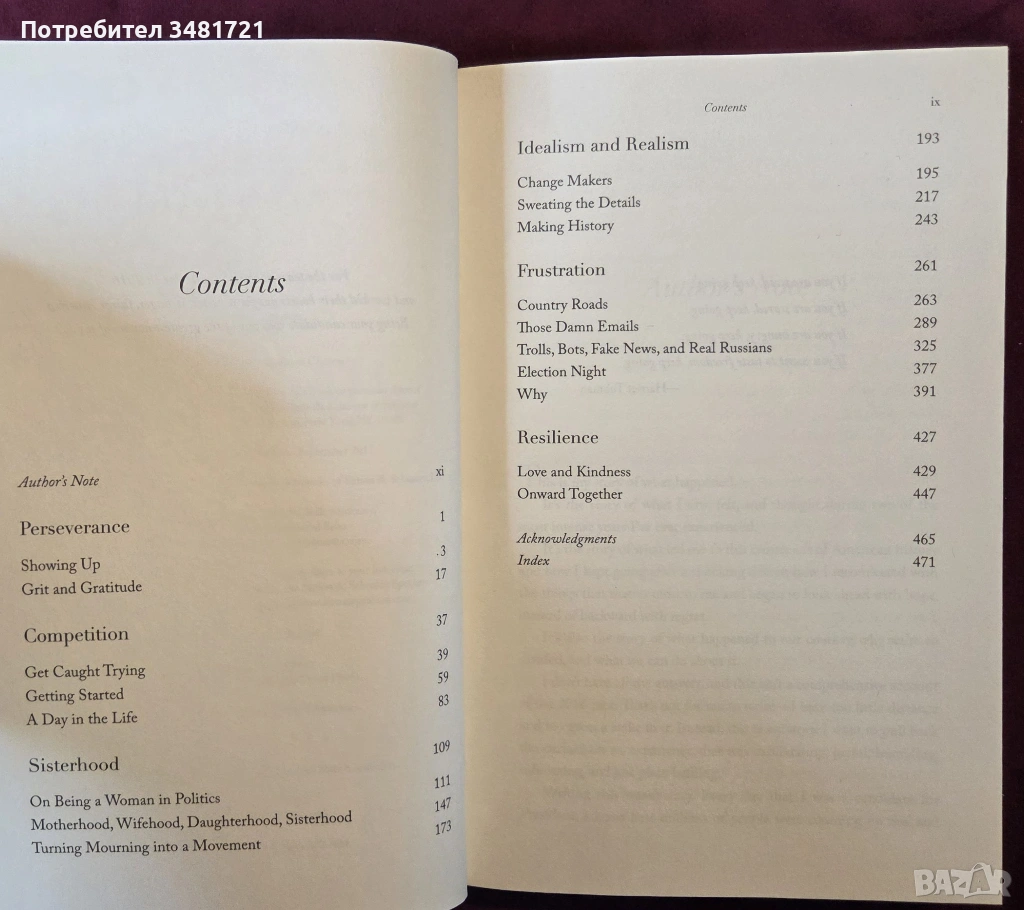 Потребител 3481721
Contents
Author's Note xi
Perseverance 1
Showing Up 3
Grit and Gratitude 17
Competition 37
Get Caught Trying 39
Getting Started 59
A Day in the Life 83
Sisterhood 109
On Being a Woman in Politics 111
Motherhood, Wifehood, Daughterhood, Sisterhood 147
Turning Mourning into a Movement 173
Contents ix
Idealism and Realism 193
Change Makers 195
Sweating the Details 217
Making History 243
Frustration 261
Country Roads 263
Those Damn Emails 289
Trolls, Bots, Fake News, and Real Russians 325
Election Night 377
Why 391
Resilience 427
Love and Kindness 429
Onward Together 447
Acknowledgments 465
Index 471
BAZAR